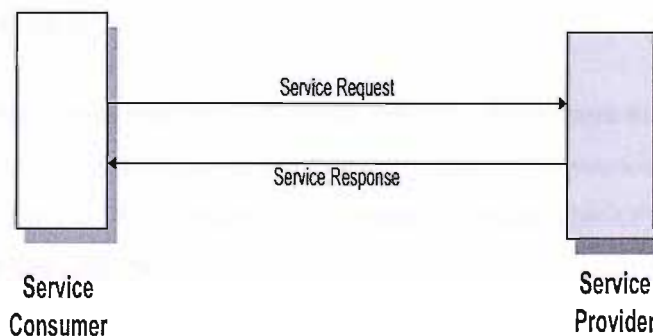 Service Request
Service Response
Service
Consumer
Service
Provider